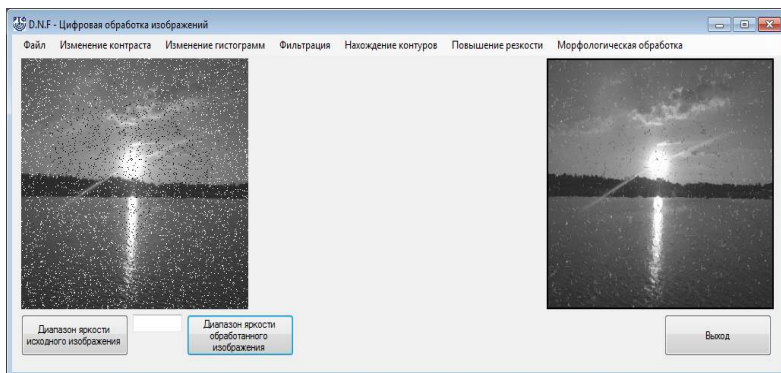 D.N.F - Цифровая обработка изображений
Файл Изменение контраста Изменение гистограмм Фильтрация Нахождение контуров Повышение резкости Морфологическая обработка
Диапазон яркости
исходного изображения
Диапазон яркости
обработанного
изображения
Выход